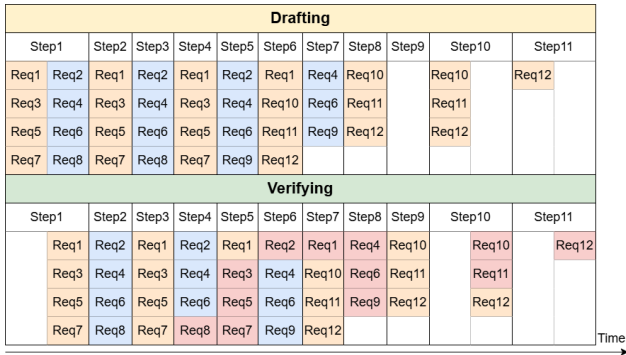 Drafting
Step1 Step2 Step3 Step4 Step5 Step6 Step7 Step8 Step9 Step10 Step11
Req1 Req2 Req1 Req2 Req1 Req2 Req1 Req4 Req10 Req10 Req12
Req3 Req4 Req3 Req4 Req3 Req4 Req10 Req6 Req11 Req11
Req5 Req6 Req5 Req6 Req5 Req6 Req11 Req9 Req12 Req12
Req7 Req8 Req7 Req8 Req7 Req9 Req12
Verifying
Step1 Step2 Step3 Step4 Step5 Step6 Step7 Step8 Step9 Step10 Step11
Req1 Req2 Req1 Req2 Req1 Req2 Req1 Req4 Req10 Req10 Req12
Req3 Req4 Req3 Req4 Req3 Req4 Req10 Req6 Req11 Req11
Req5 Req6 Req5 Req6 Req5 Req6 Req11 Req9 Req12 Req12
Req7 Req8 Req7 Req8 Req7 Req9 Req12
Time